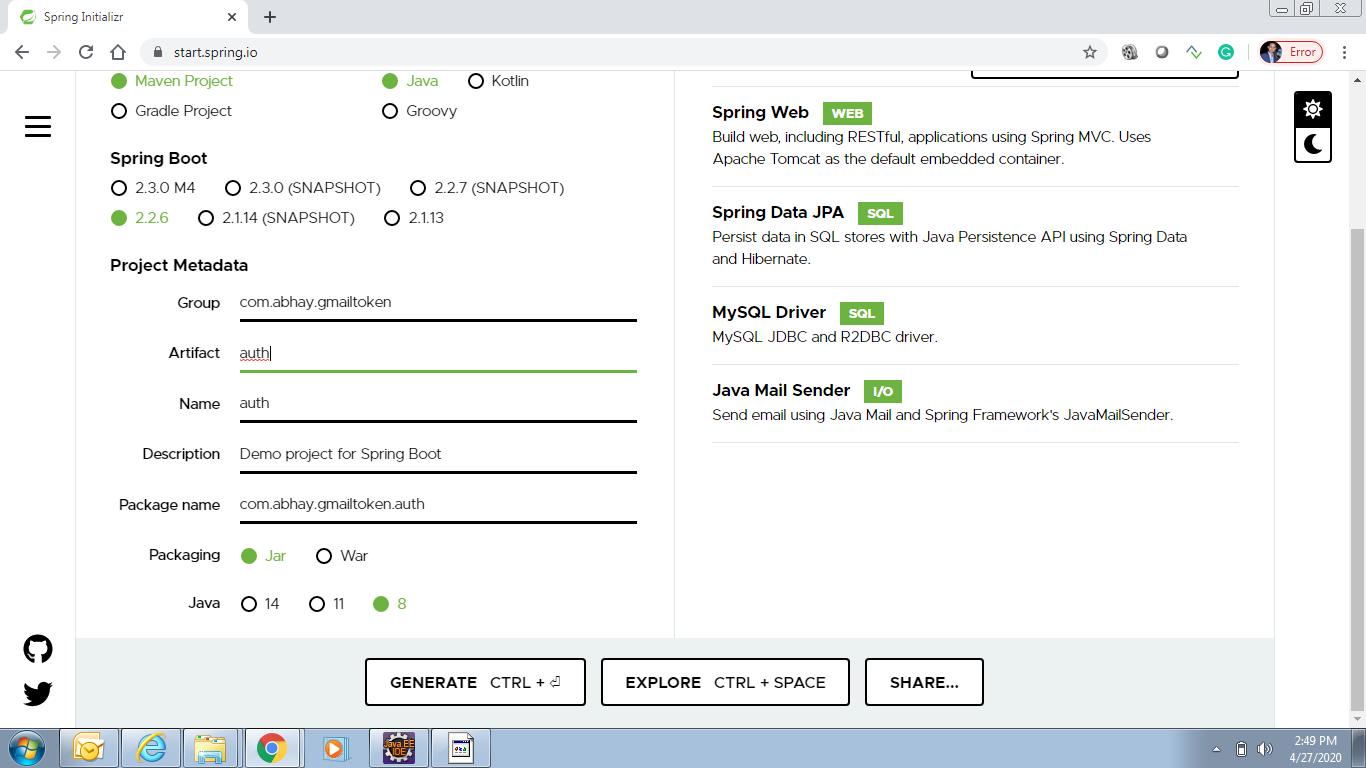 Spring Initializr
start.spring.io
Error
Maven Project
Java
Kotlin
Gradle Project
Groovy
Spring Boot
2.3.0 M4
2.3.0 (SNAPSHOT)
2.2.7 (SNAPSHOT)
2.2.6
2.1.14 (SNAPSHOT)
2.1.13
Project Metadata
Group com.abhay.gmailtoken
Artifact auth
Name auth
Description Demo project for Spring Boot
Package name com.abhay.gmailtoken.auth
Packaging Jar War
Java 14 11 8
Spring Web WEB
Build web, including RESTful, applications using Spring MVC. Uses
Apache Tomcat as the default embedded container.
Spring Data JPA SQL
Persist data in SQL stores with Java Persistence API using Spring Data
and Hibernate.
MySQL Driver SQL
MySQL JDBC and R2DBC driver.
Java Mail Sender I/O
Send email using Java Mail and Spring Framework's JavaMailSender.
GENERATE CTRL + ⏎
EXPLORE CTRL + SPACE
SHARE...
Java EE
IDE
2:49 PM
4/27/2020